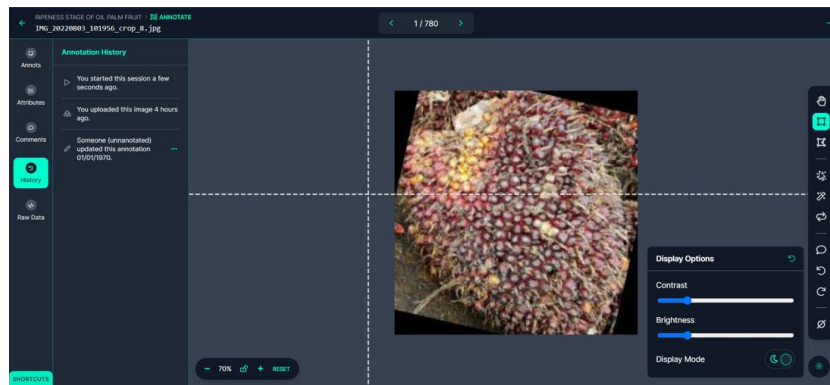 RIPENESS STAGE OF OIL PALM FRUIT > ANNOTATE
IMG_20220803_101956_crop_8.jpg
1 / 780
Annots
Attributes
Comments
History
Raw Data
Annotation History
You started this session a few
seconds ago.
You uploaded this image 4 hours
ago.
Someone (unnanotated)
updated this annotation
01/01/1970.
Display Options
Contrast
Brightness
Display Mode
70%
RESET
SHORTCUTS